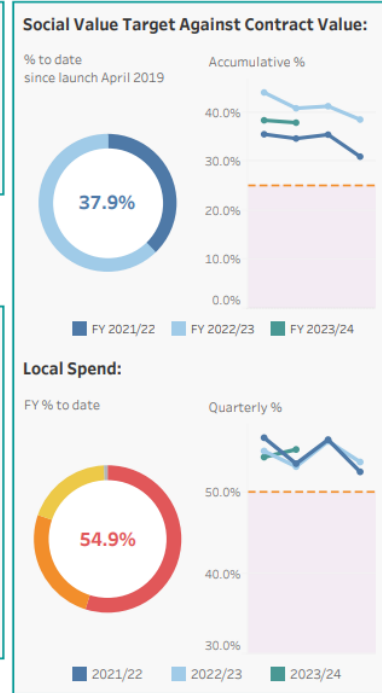 Social Value Target Against Contract Value:
% to date
since launch April 2019
Accumulative %
40.0%
30.0%
20.0%
10.0%
0.0%
37.9%
FY 2021/22 FY 2022/23 FY 2023/24
Local Spend:
FY % to date
Quarterly %
50.0%
40.0%
30.0%
54.9%
2021/22 2022/23 2023/24